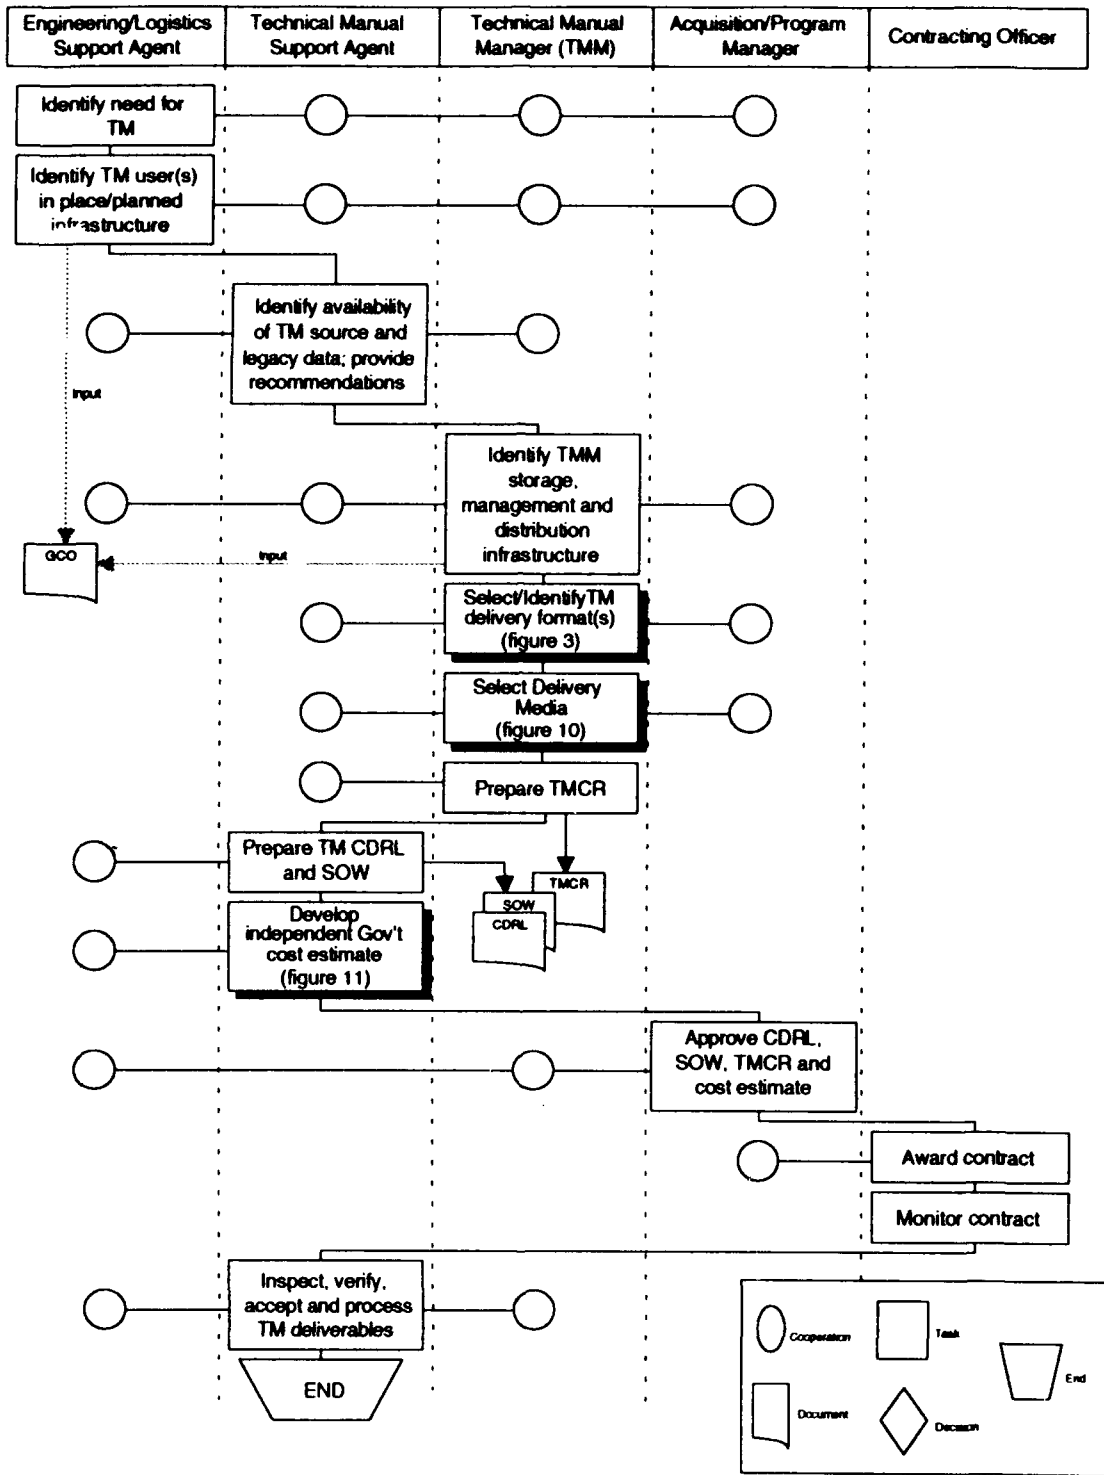 Engineering/Logistics
Support Agent
Technical Manual
Support Agent
Technical Manual
Manager (TMM)
Acquisition/Program
Manager
Contracting Officer
Identify need for
TM
Identify TM user(s)
in place/planned
infrastructure
Identify availability
of TM source and
legacy data; provide
recommendations
Input
Identify TMM
storage,
management and
distribution
infrastructure
GCO
Input
Select/IdentifyTM
delivery format(s)
(figure 3)
Select Delivery
Media
(figure 10)
Prepare TMCR
Prepare TM CDRL
and SOW
TMCR
SOW
CDRL
Develop
independent Gov't
cost estimate
(figure 11)
Approve CDRL,
SOW, TMCR and
cost estimate
Award contract
Monitor contract
Inspect, verify,
accept and process
TM deliverables
END
Cooperation
Task
End
Document
Decision